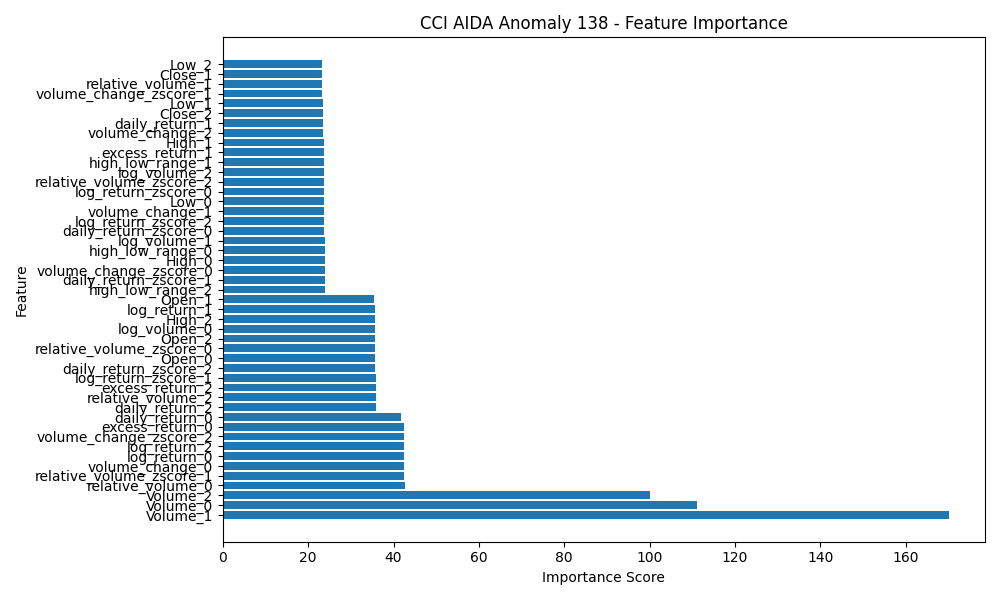 CCI AIDA Anomaly 138 - Feature Importance
Low_2
Close_1
relative_volume_1
volume_change_zscore_1
Low_1
Close_2
daily_return_1
volume_change_2
High_1
excess_return_1
high_low_range_1
log_volume_2
relative_volume_zscore_2
log_return_zscore_0
Low_0
volume_change_1
log_return_zscore_2
daily_return_zscore_0
log_volume_1
high_low_range_0
High_0
volume_change_zscore_0
daily_return_zscore_1
high_low_range_2
Open_1
log_return_1
High_2
log_volume_0
Open_2
relative_volume_zscore_0
Open_0
daily_return_zscore_2
log_return_zscore_1
excess_return_2
relative_volume_2
daily_return_2
daily_return_0
excess_return_0
volume_change_zscore_2
log_return_2
log_return_0
volume_change_0
relative_volume_zscore_1
relative_volume_0
Volume_2
Volume_0
Volume_1
Feature
0 20 40 60 80 100 120 140 160
Importance Score